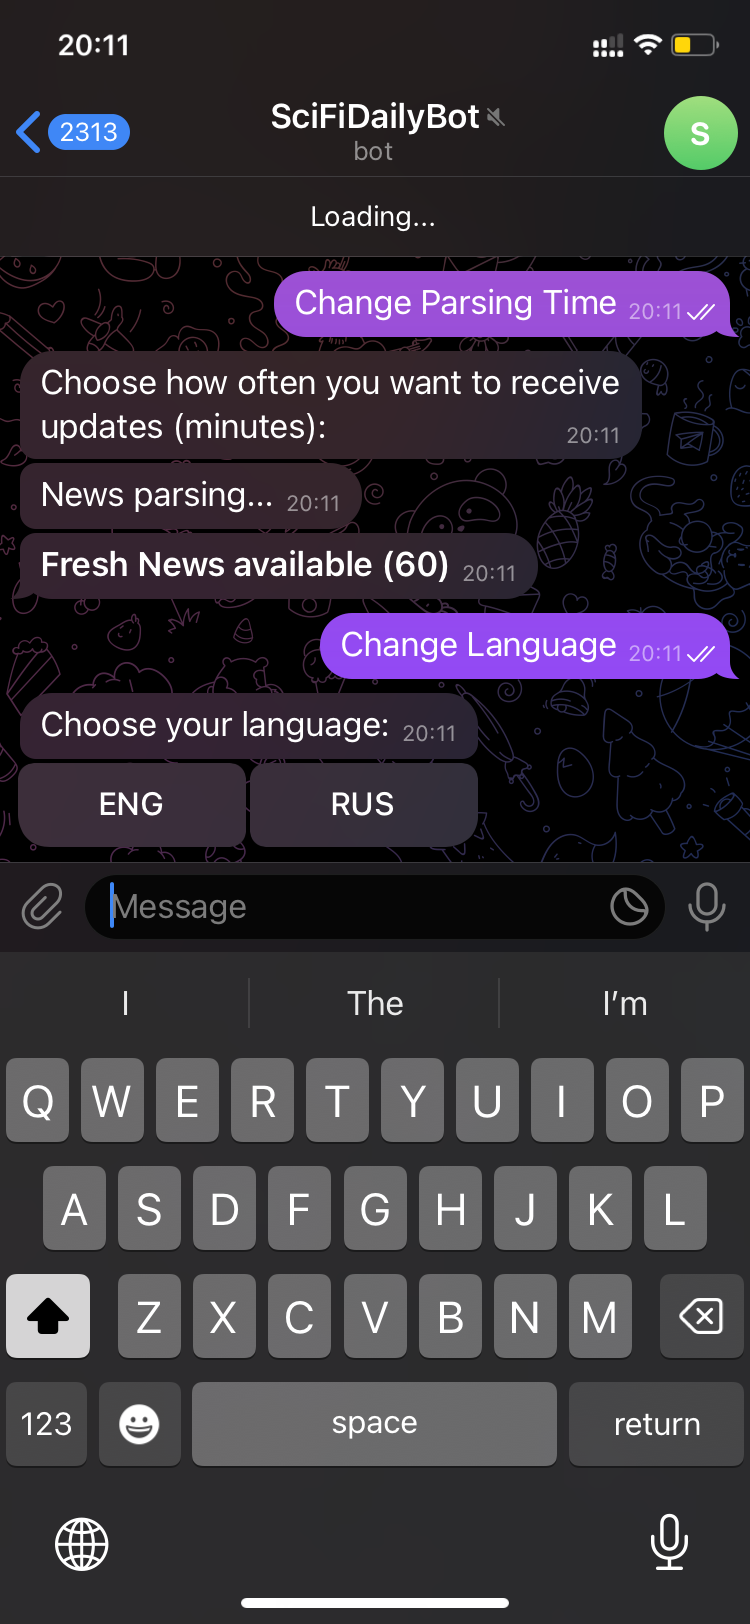 20:11
2313
SciFiDailyBot
bot
S
Loading...
Change Parsing Time 20:11
Choose how often you want to receive
updates (minutes): 20:11
News parsing... 20:11
Fresh News available (60) 20:11
Change Language 20:11
Choose your language: 20:11
ENG RUS
Message
I The I’m
Q W E R T Y U I O P
A S D F G H J K L
Z X C V B N M
123 space return